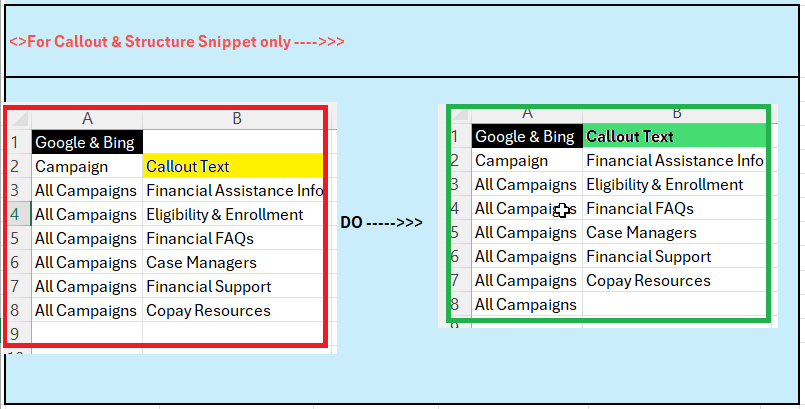 <>For Callout & Structure Snippet only ---->>>
A B
1 Google & Bing
2 Campaign Callout Text
3 All Campaigns Financial Assistance Info
4 All Campaigns Eligibility & Enrollment
5 All Campaigns Financial FAQs
6 All Campaigns Case Managers
7 All Campaigns Financial Support
8 All Campaigns Copay Resources
9
DO ----->>>
A B
1 Google & Bing Callout Text
2 Campaign Financial Assistance Info
3 All Campaigns Eligibility & Enrollment
4 All Campaigns Financial FAQs
5 All Campaigns Case Managers
6 All Campaigns Financial Support
7 All Campaigns Copay Resources
8 All Campaigns